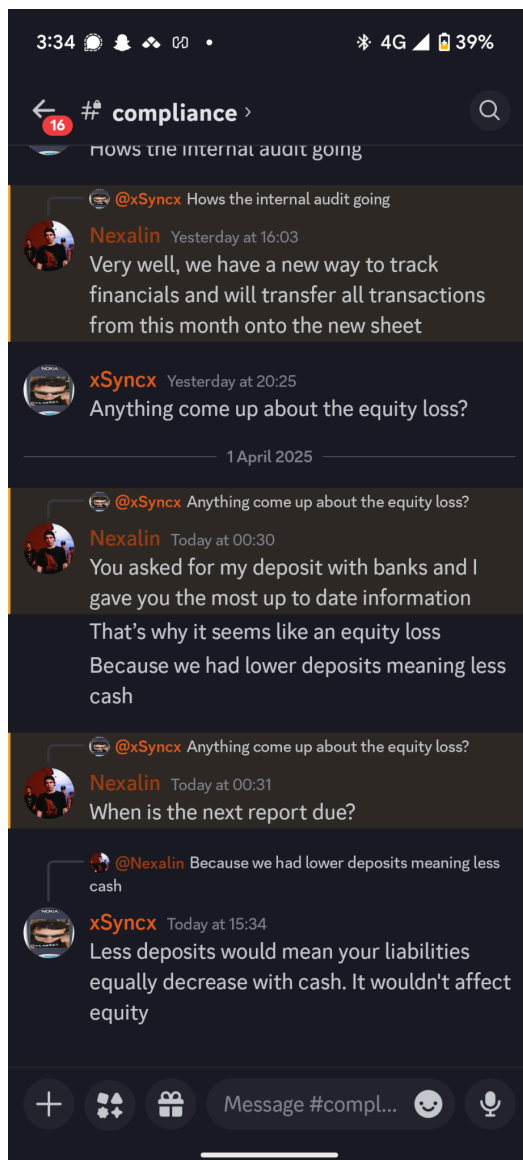 3:34
4G 39%
16
# compliance ›
Hows the internal audit going
@xSyncx Hows the internal audit going
Nexalin Yesterday at 16:03
Very well, we have a new way to track
financials and will transfer all transactions
from this month onto the new sheet
NOKIA
xSyncx Yesterday at 20:25
Anything come up about the equity loss?
1 April 2025
@xSyncx Anything come up about the equity loss?
Nexalin Today at 00:30
You asked for my deposit with banks and I
gave you the most up to date information
That’s why it seems like an equity loss
Because we had lower deposits meaning less
cash
@xSyncx Anything come up about the equity loss?
Nexalin Today at 00:31
When is the next report due?
@Nexalin Because we had lower deposits meaning less
cash
NOKIA
xSyncx Today at 15:34
Less deposits would mean your liabilities
equally decrease with cash. It wouldn't affect
equity
Message #compl...